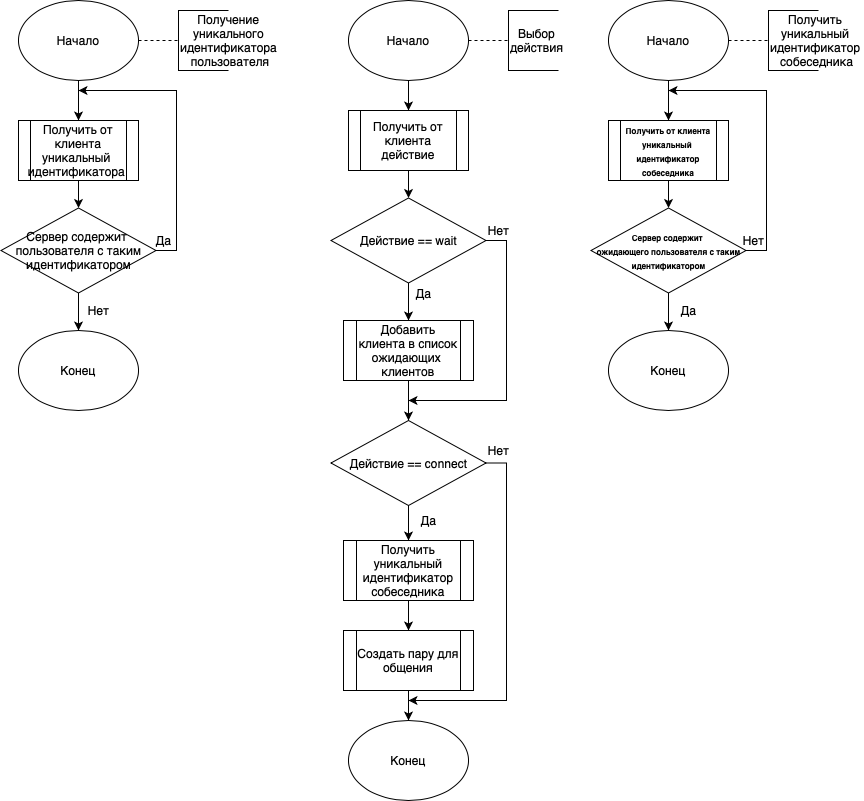 Начало
Получение
уникального
идентификатора
пользователя
Получить от
клиента
уникальный
идентификатора
Сервер содержит
пользователя с таким
идентификатором
Да
Нет
Конец
Начало
Выбор
действия
Получить от
клиента
действие
Действие == wait
Нет
Да
Добавить
клиента в список
ожидающих
клиентов
Действие == connect
Нет
Да
Получить
уникальный
идентификатор
собеседника
Создать пару для
общения
Конец
Начало
Получить
уникальный
идентификатор
собеседника
Получить от клиента
уникальный
идентификатор
собеседника
Сервер содержит
ожидающего пользователя с таким
идентификатором
Нет
Да
Конец